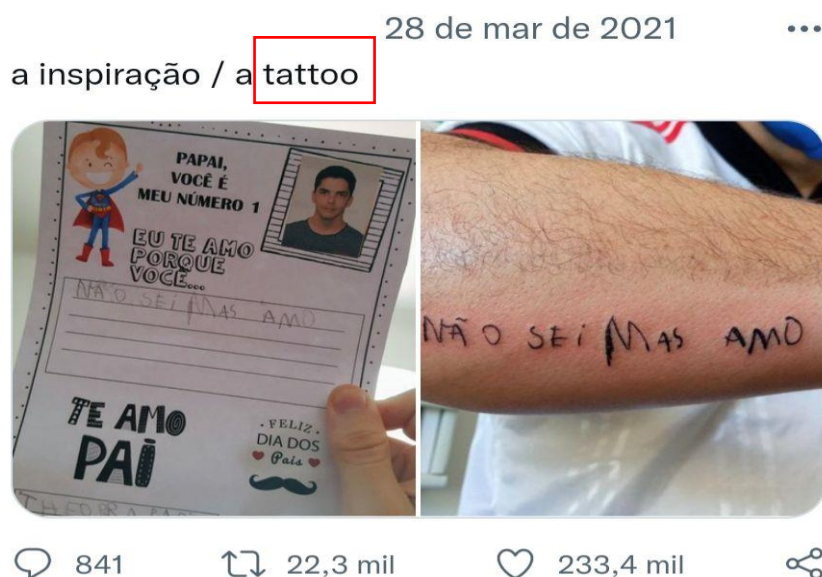 28 de mar de 2021
a inspiração / a tattoo
PAPAI,
VOCÊ É
MEU NÚMERO 1
EU TE AMO
PORQUE
VOCÊ...
NÃO SEI MAS AMO
TE AMO
PAI
• FELIZ •
DIA DOS
Pais
NÃO SEI MAS AMO
841
22,3 mil
233,4 mil